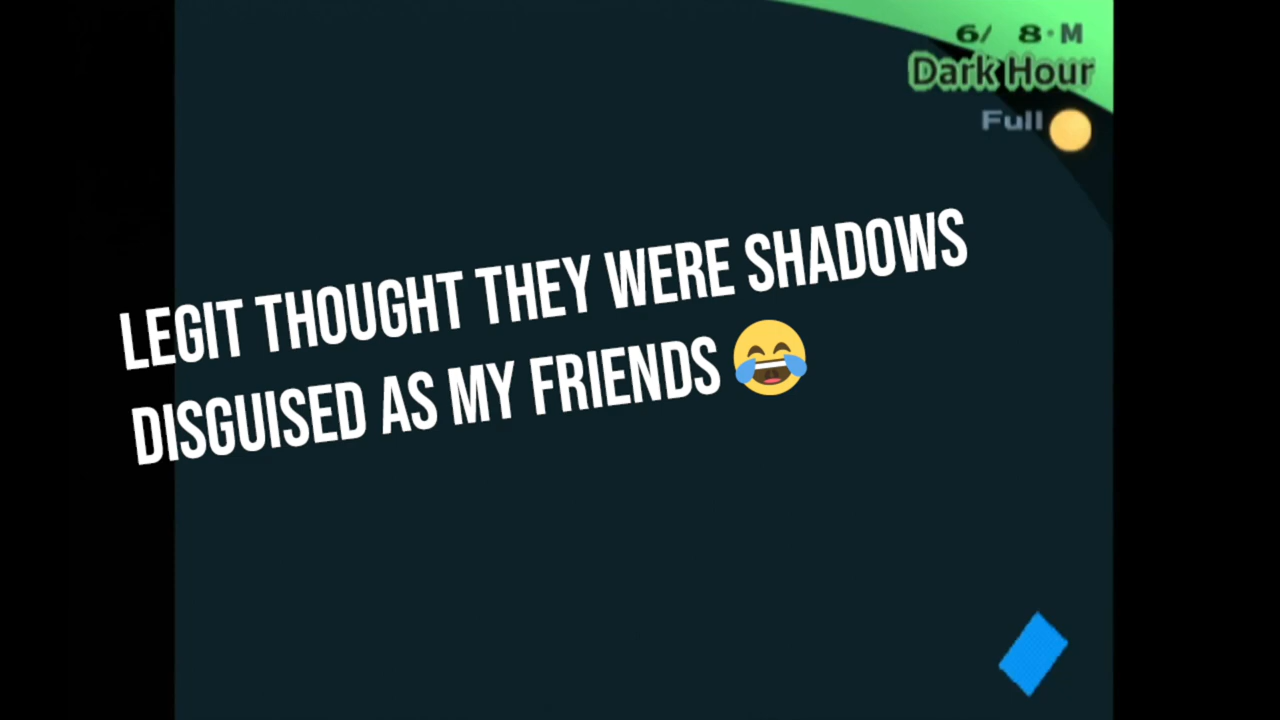 6/ 8·M
Dark Hour
Full
LEGIT THOUGHT THEY WERE SHADOWS
DISGUISED AS MY FRIENDS 😂